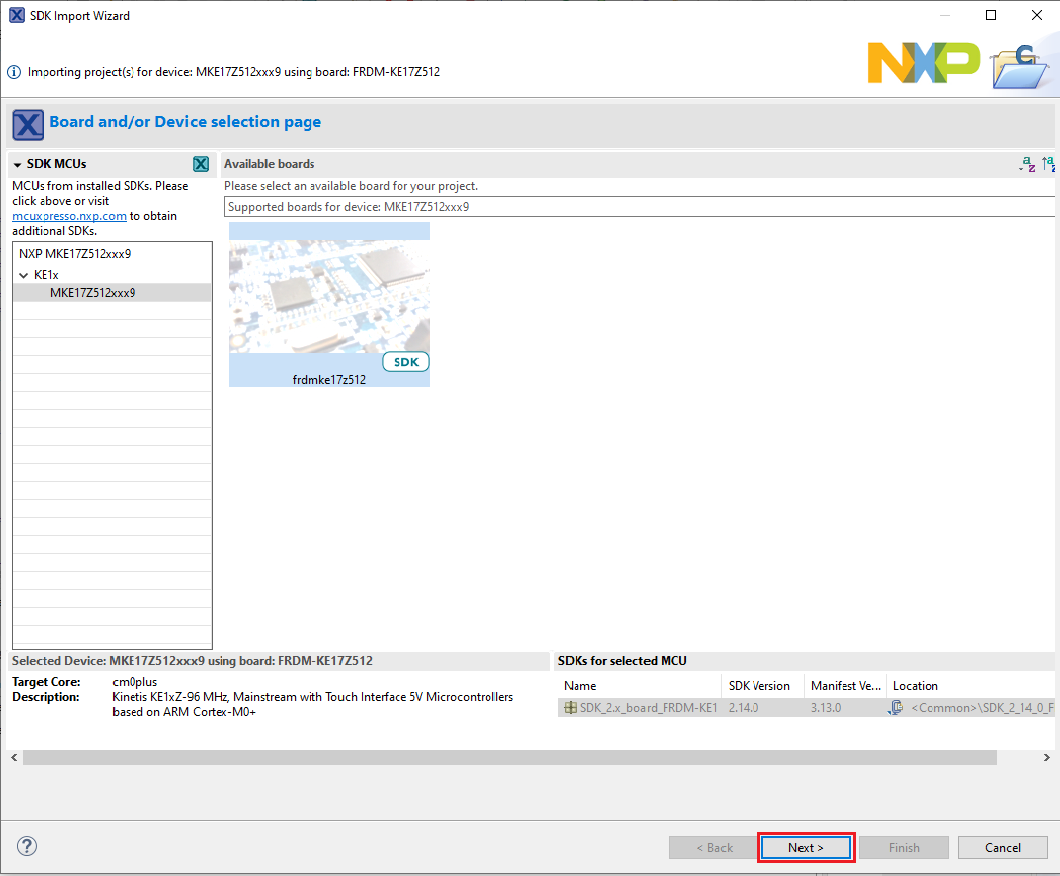 SDK Import Wizard
Importing project(s) for device: MKE17Z512xxx9 using board: FRDM-KE17Z512
NXP
C
Board and/or Device selection page
SDK MCUs
MCUs from installed SDKs. Please
click above or visit
mcuxpresso.nxp.com to obtain
additional SDKs.
NXP MKE17Z512xxx9
KE1x
MKE17Z512xxx9
Available boards
Please select an available board for your project.
Supported boards for device: MKE17Z512xxx9
SDK
frdmke17z512
Selected Device: MKE17Z512xxx9 using board: FRDM-KE17Z512
Target Core: cm0plus
Description: Kinetis KE1xZ-96 MHz, Mainstream with Touch Interface 5V Microcontrollers
based on ARM Cortex-M0+
SDKs for selected MCU
Name SDK Version Manifest Ve... Location
SDK_2.x_board_FRDM-KE1 2.14.0 3.13.0 <Common>\SDK_2_14_0_F
< Back Next > Finish Cancel